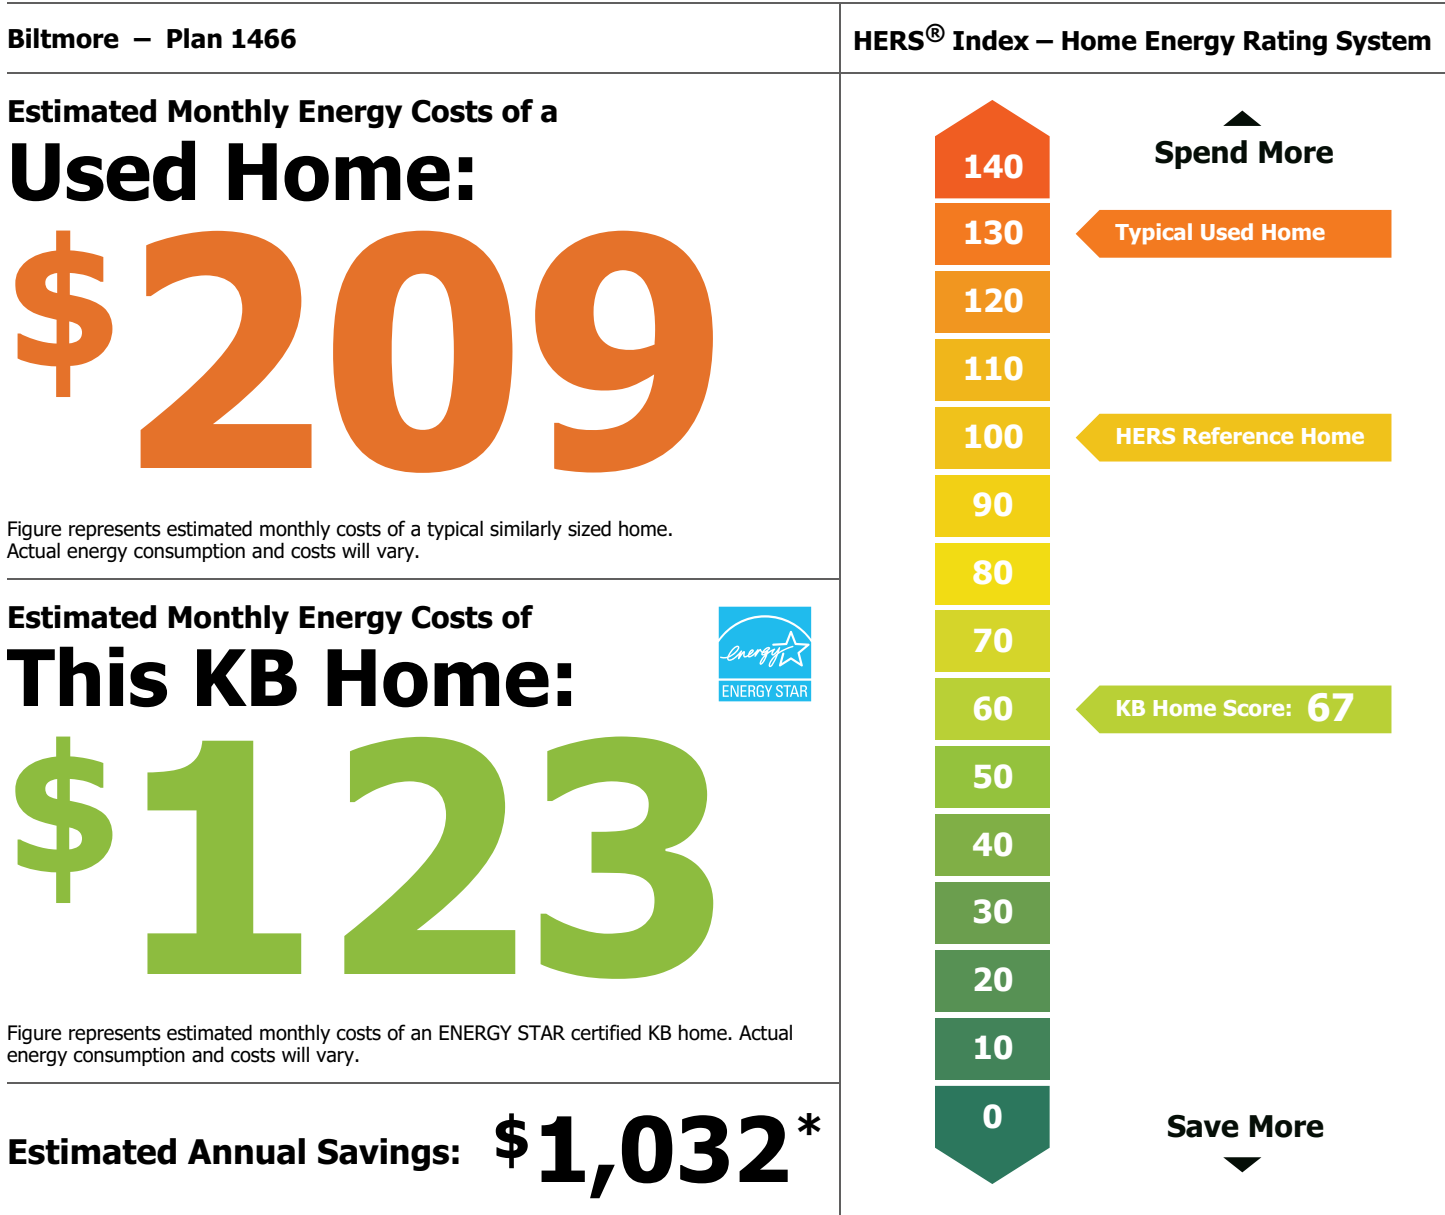 Biltmore – Plan 1466
Estimated Monthly Energy Costs of a
Used Home:
$209
Figure represents estimated monthly costs of a typical similarly sized home.
Actual energy consumption and costs will vary.
Estimated Monthly Energy Costs of
This KB Home:
energy
ENERGY STAR
$123
Figure represents estimated monthly costs of an ENERGY STAR certified KB home. Actual
energy consumption and costs will vary.
Estimated Annual Savings: $1,032*
HERS® Index – Home Energy Rating System
Spend More
140
130 Typical Used Home
120
110
100 HERS Reference Home
90
80
70
60 KB Home Score: 67
50
40
30
20
10
0
Save More